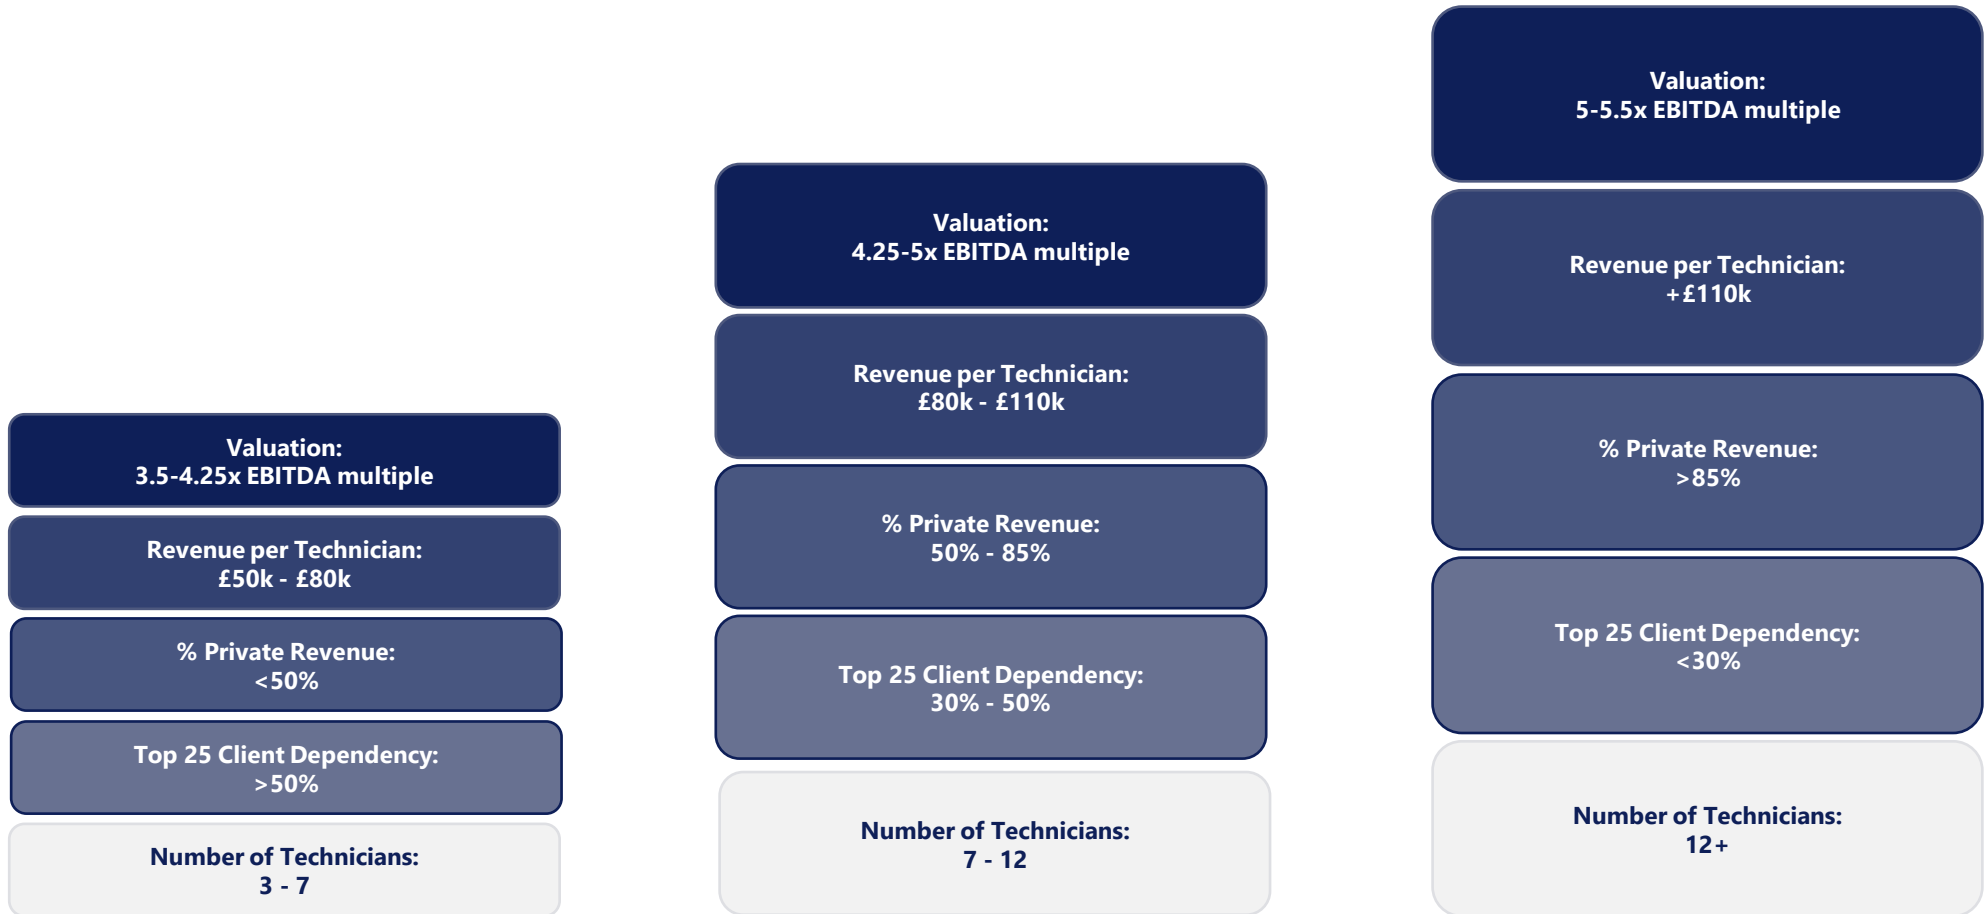 Valuation:
3.5-4.25x EBITDA multiple
Revenue per Technician:
£50k - £80k
% Private Revenue:
<50%
Top 25 Client Dependency:
>50%
Number of Technicians:
3 - 7
Valuation:
4.25-5x EBITDA multiple
Revenue per Technician:
£80k - £110k
% Private Revenue:
50% - 85%
Top 25 Client Dependency:
30% - 50%
Number of Technicians:
7 - 12
Valuation:
5-5.5x EBITDA multiple
Revenue per Technician:
+£110k
% Private Revenue:
>85%
Top 25 Client Dependency:
<30%
Number of Technicians:
12+